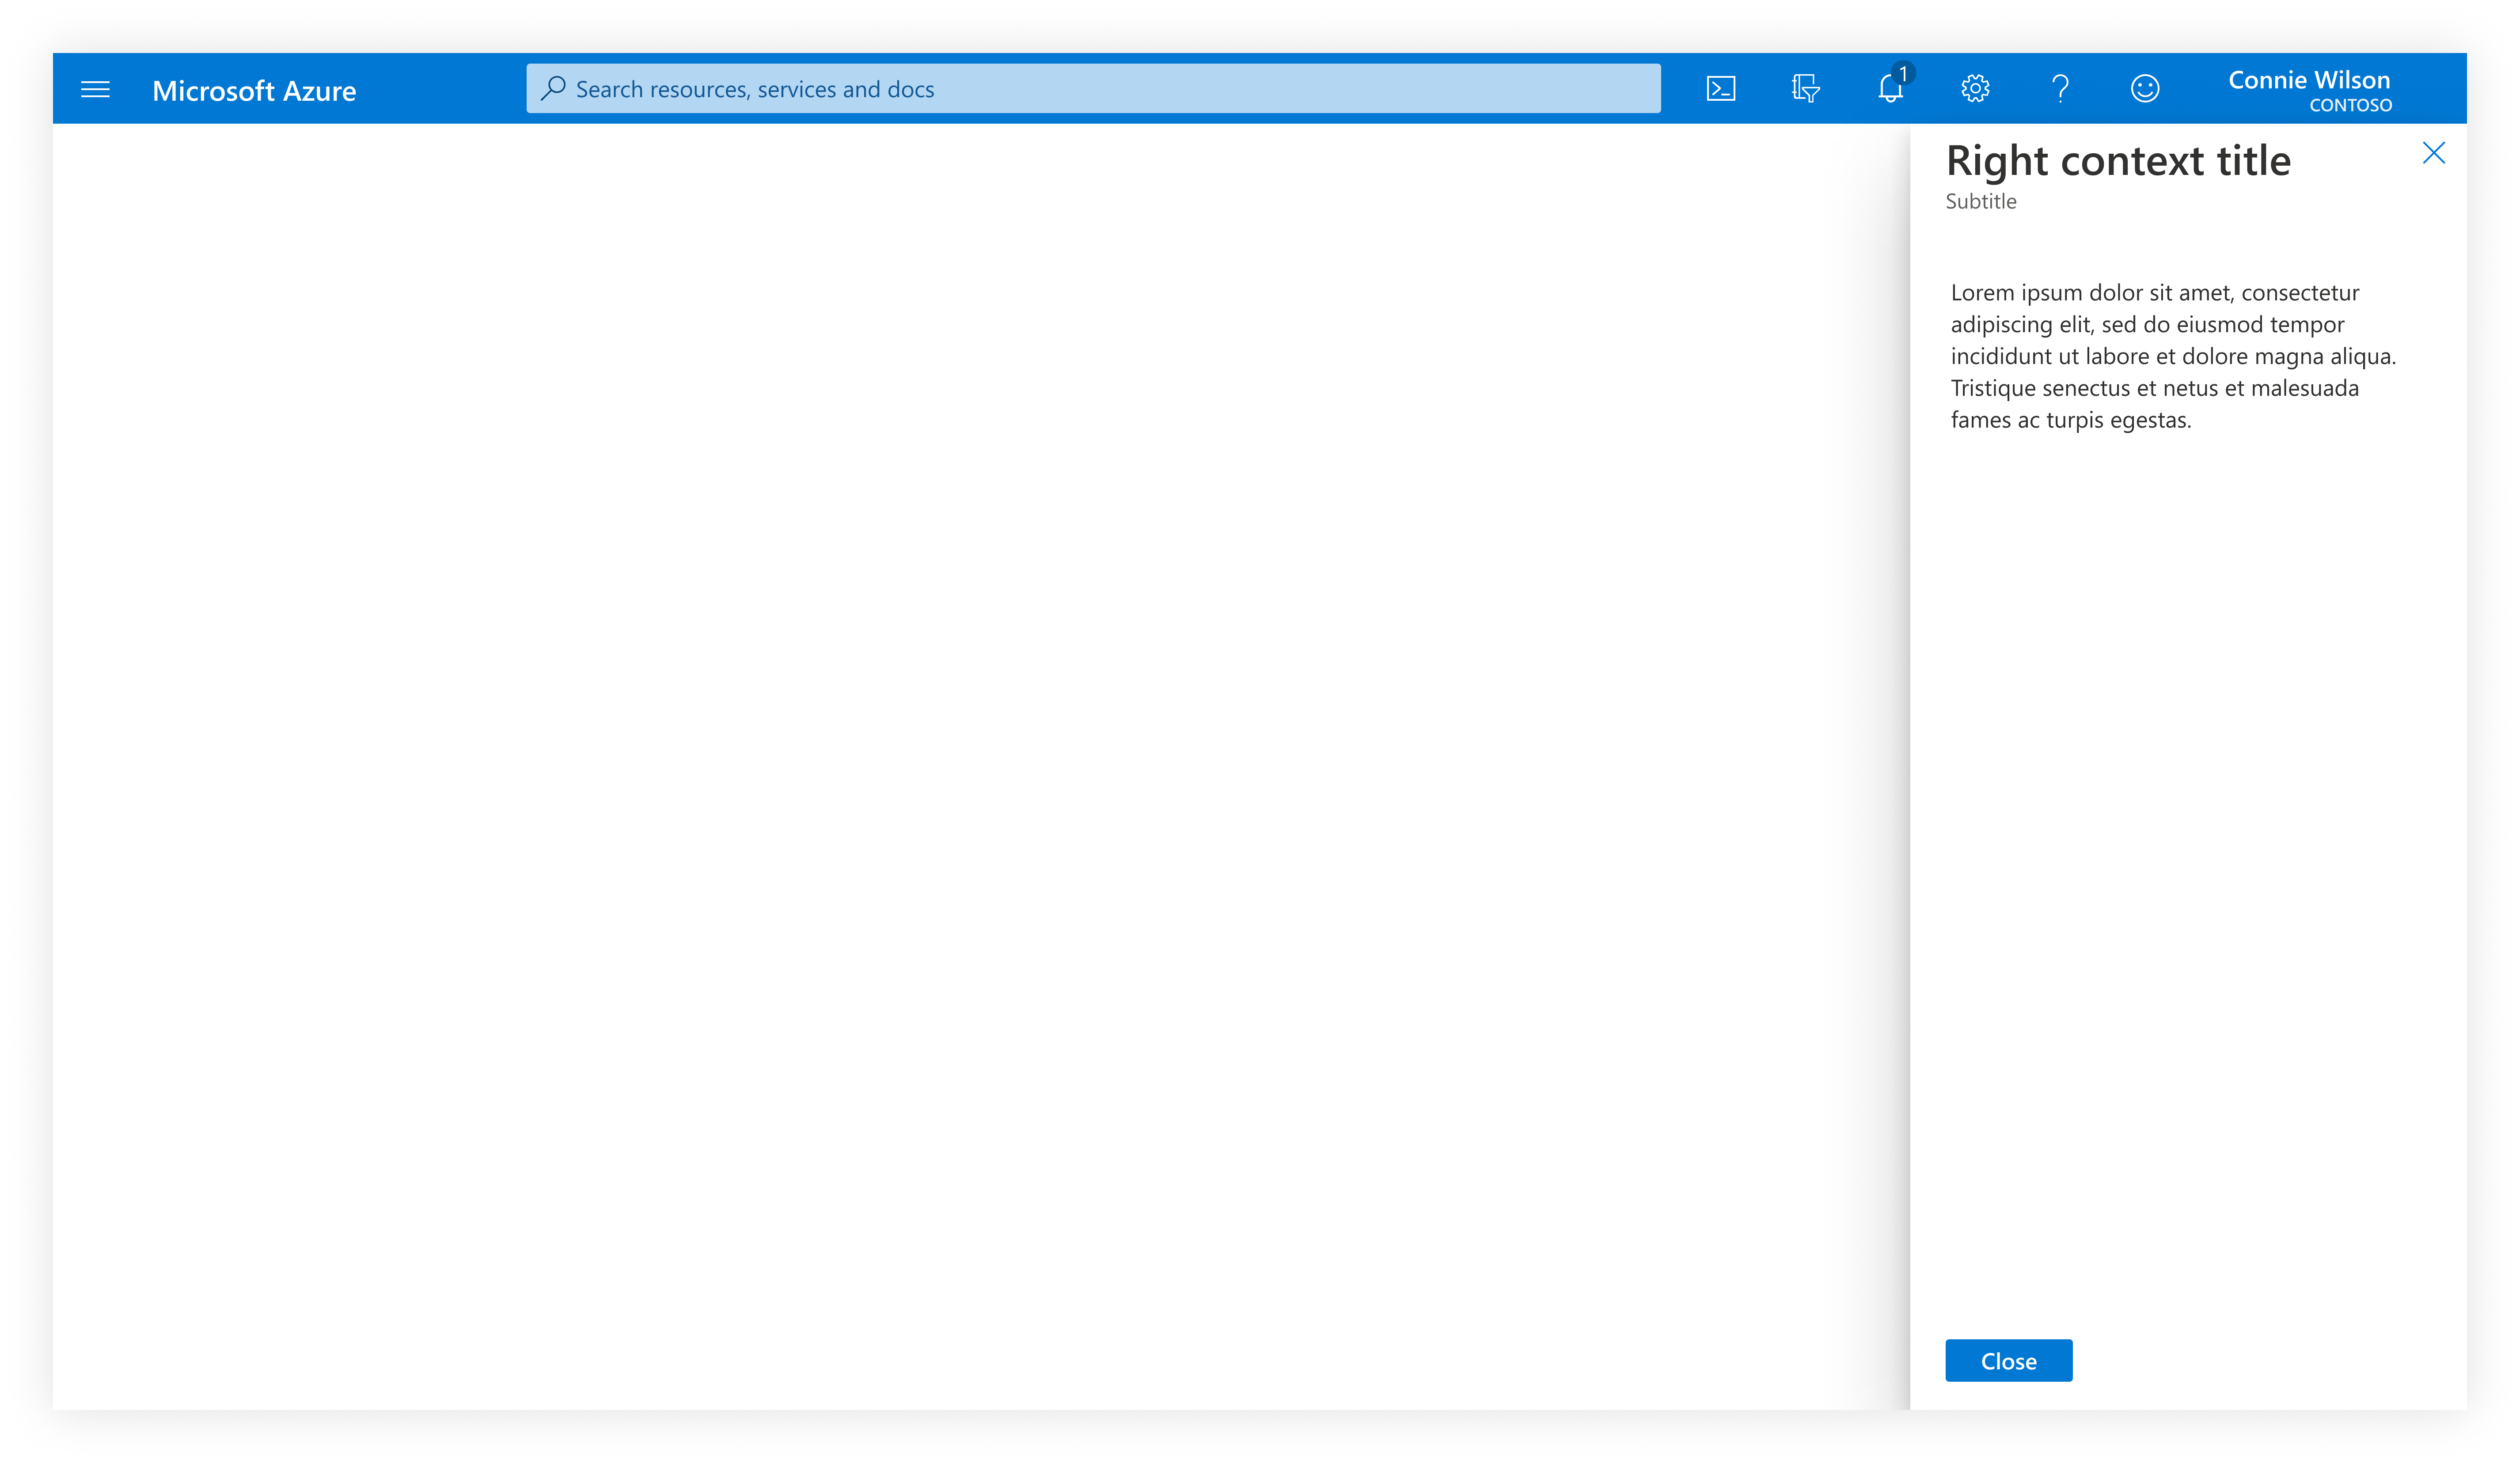 Microsoft Azure
Search resources, services and docs
1
Connie Wilson
CONTOSO
Right context title
Subtitle
Lorem ipsum dolor sit amet, consectetur
adipiscing elit, sed do eiusmod tempor
incididunt ut labore et dolore magna aliqua.
Tristique senectus et netus et malesuada
fames ac turpis egestas.
Close